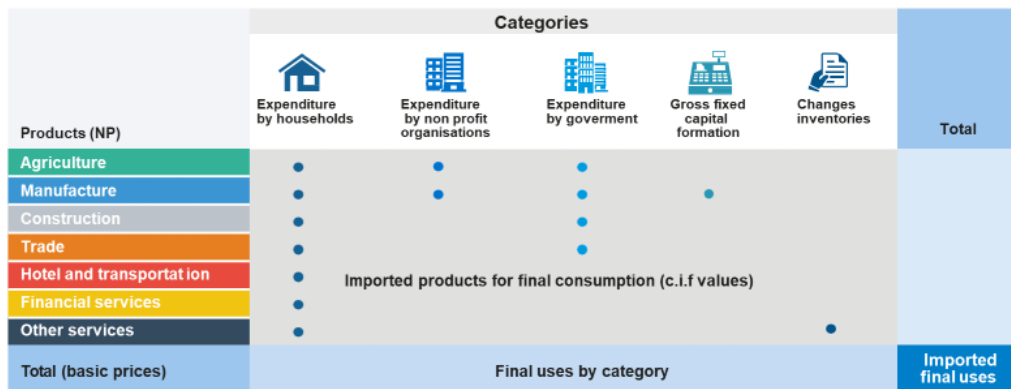 Categories
Products (NP)
Expenditure
by households
Expenditure
by non profit
organisations
Expenditure
by goverment
Gross fixed
capital
formation
Changes
inventories
Total
Agriculture
Manufacture
Construction
Trade
Hotel and transportation
Financial services
Other services
Imported products for final consumption (c.i.f values)
Total (basic prices)
Final uses by category
Imported
final uses